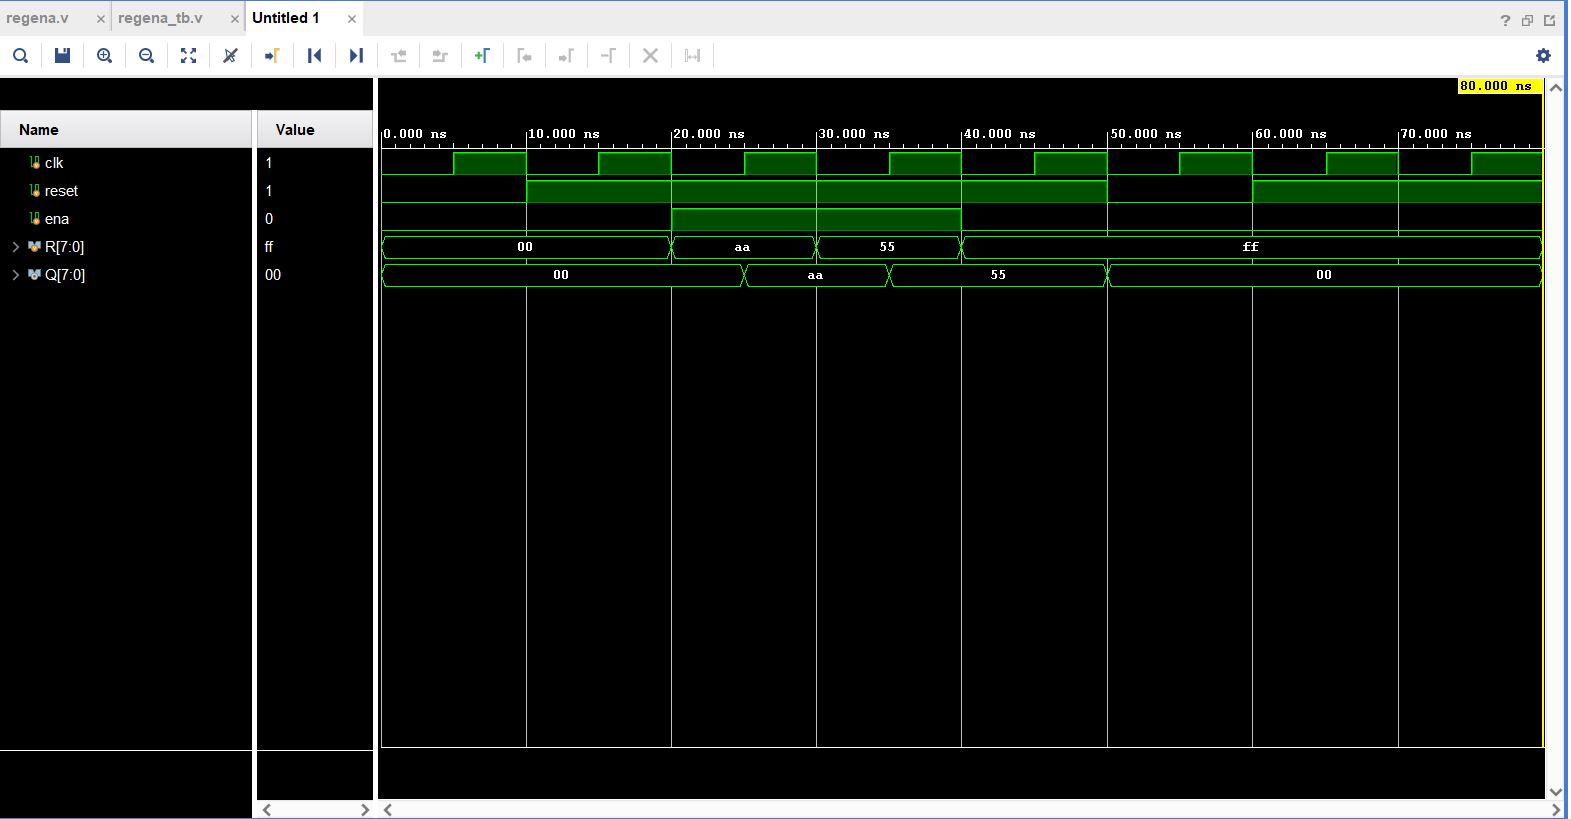 regena.v × regena_tb.v × Untitled 1 ×
?
80.000 ns
Name Value
0.000 ns 10.000 ns 20.000 ns 30.000 ns 40.000 ns 50.000 ns 60.000 ns 70.000 ns
clk 1
reset 1
ena 0
R[7:0] ff 00 aa 55 ff
Q[7:0] 00 00 aa 55 00